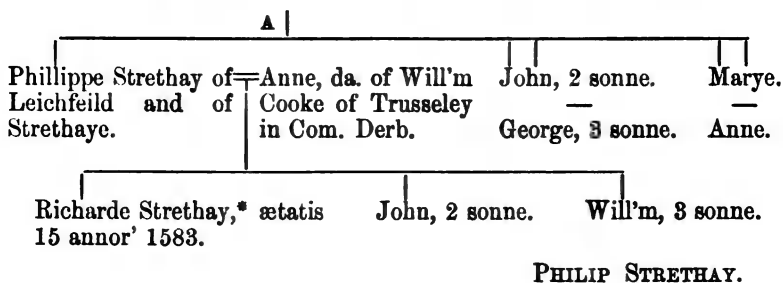 A
Phillippe Strethay of
Leichfeild and of
Strethaye.
Anne, da. of Will'm
Cooke of Trusseley
in Com. Derb.
John, 2 sonne.
—
George, 3 sonne.
Marye.
—
Anne.
Richarde Strethay,* ætatis
15 annor' 1583.
John, 2 sonne.
Will'm, 3 sonne.
PHILIP STRETHAY.